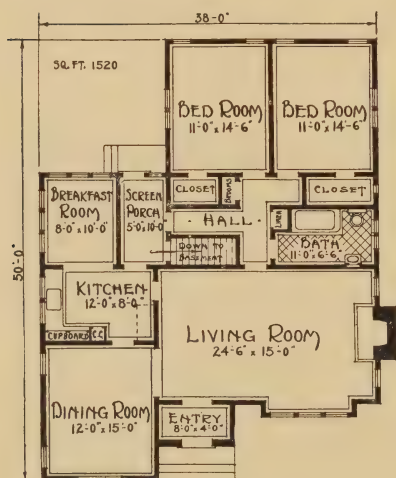 38'-0"
SQ. FT. 1520
BED ROOM
11'-0" x 14'-6"
BED ROOM
11'-0" x 14'-6"
BREAKFAST
ROOM
8'-0" x 10'-0"
SCREEN
PORCH
5'-0" x 10'-0"
CLOSET
BROOMS
CLOSET
HALL
LINEN
BATH
11'-0" x 6'-6"
DOWN TO
BASEMENT
50'-0"
KITCHEN
12'-0" x 8'-0"
CUPBOARD
C.C.
LIVING ROOM
24'-6" x 15'-0"
DINING ROOM
12'-0" x 15'-0"
ENTRY
8'-0" x 4'-0"